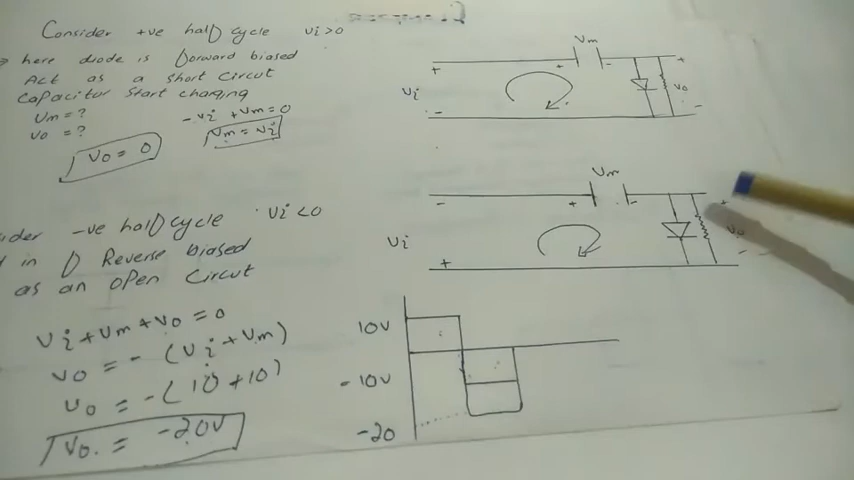 Consider +ve half cycle Vi>0
here diode is forward biased
Act as a short Circut
Capacitor start charging
Vm = ?
Vo = ?
-Vi + Vm = 0
Vm = Vi
Vo = 0
Vm
+ + - +
Vi Vo
- -
-ve half cycle Vi<0
in Reverse biased
as an open Circut
Vi + Vm + Vo = 0
Vo = - (Vi + Vm)
Vo = -(10 + 10)
Vo. = -20V
Vm
- + - +
Vi Vo
+ -
10V
-10V
-20